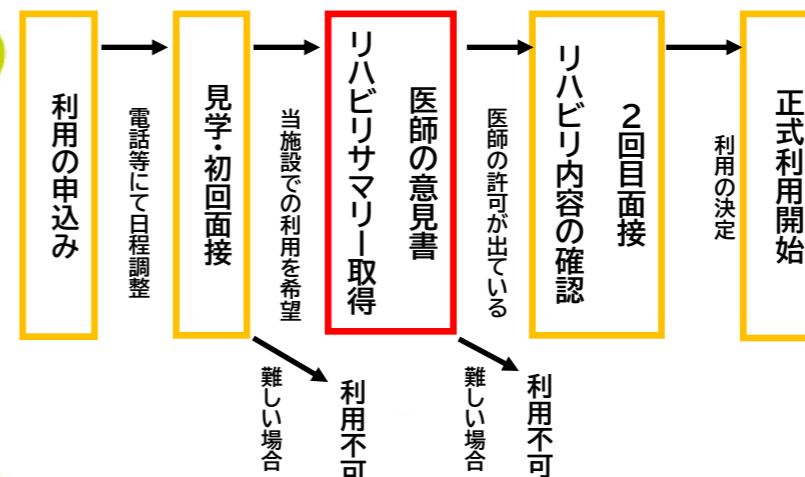 利用の申込み
電話等にて日程調整
見学・初回面接
当施設での利用を希望
医師の意見書
リハビリサマリー取得
医師の許可が出ている
２回目面接
リハビリ内容の確認
利用の決定
正式利用開始
難しい場合
利用不可
難しい場合
利用不可